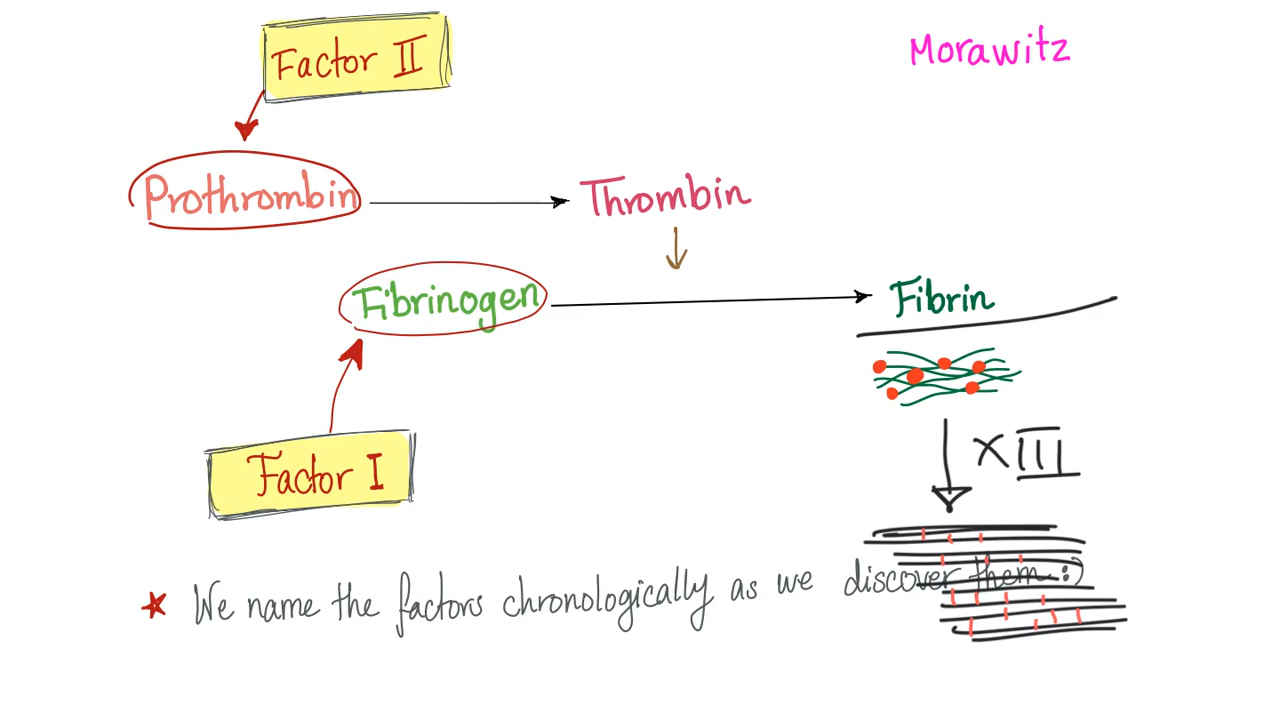 Factor II
Morawitz
Prothrombin
Thrombin
Fibrinogen
Fibrin
XIII
Factor I
We name the factors chronologically as we discover them :)